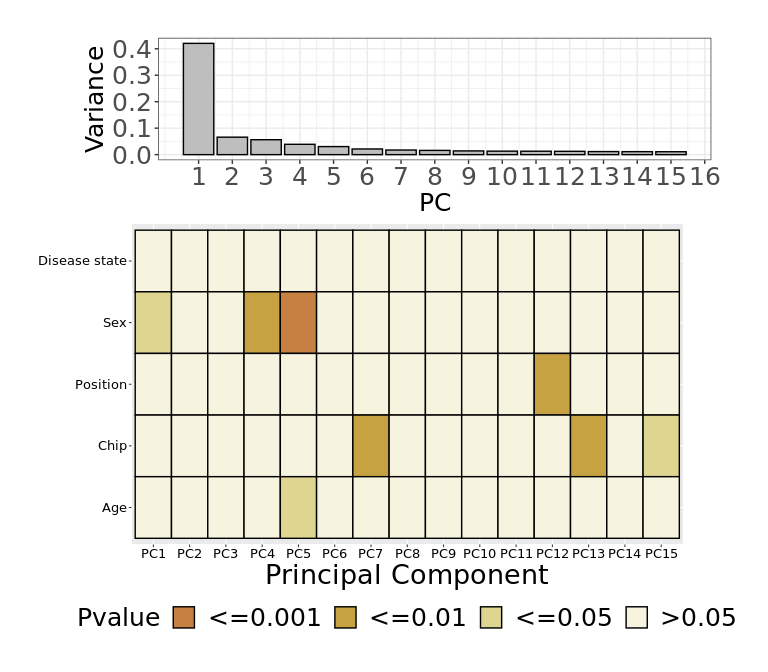 Variance
0.4
0.3
0.2
0.1
0.0
1 2 3 4 5 6 7 8 9 10 11 12 13 14 15 16
PC
Disease state
Sex
Position
Chip
Age
PC1 PC2 PC3 PC4 PC5 PC6 PC7 PC8 PC9 PC10 PC11 PC12 PC13 PC14 PC15
Principal Component
Pvalue <=0.001 <=0.01 <=0.05 >0.05